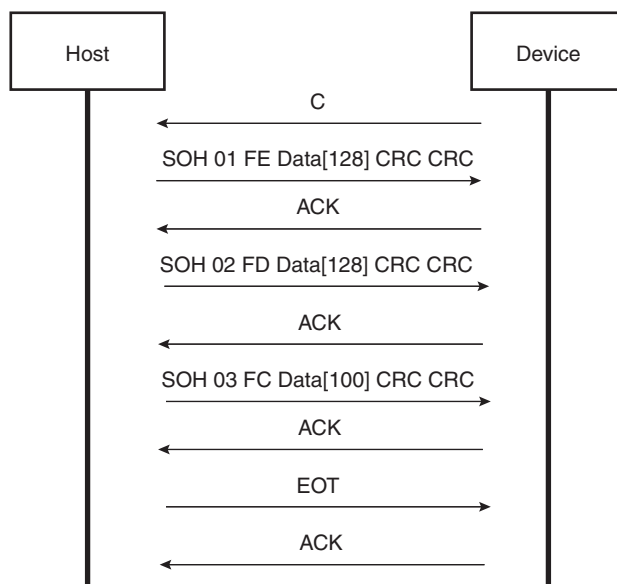 Host
Device
C
SOH 01 FE Data[128] CRC CRC
ACK
SOH 02 FD Data[128] CRC CRC
ACK
SOH 03 FC Data[100] CRC CRC
ACK
EOT
ACK